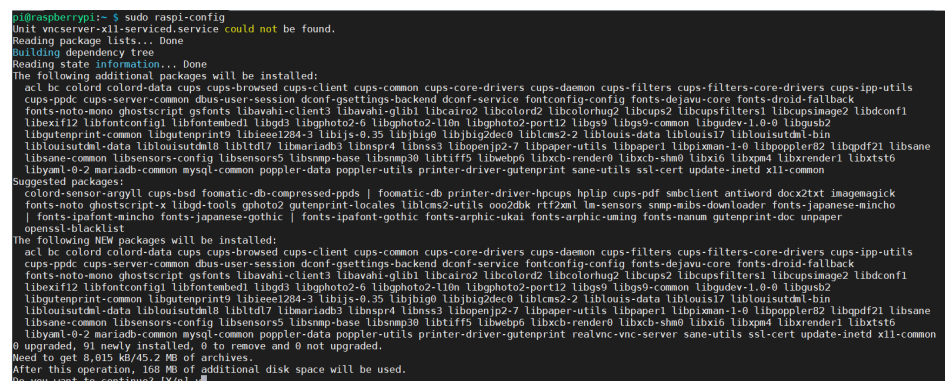 pi@raspberrypi:~ $ sudo raspi-config
Unit vncserver-x11-serviced.service could not be found.
Reading package lists... Done
Building dependency tree
Reading state information... Done
The following additional packages will be installed:
  acl bc colord colord-data cups cups-browsed cups-client cups-common cups-core-drivers cups-daemon cups-filters cups-filters-core-drivers cups-ipp-utils
  cups-ppdc cups-server-common dbus-user-session dconf-gsettings-backend dconf-service fontconfig-config fonts-dejavu-core fonts-droid-fallback
  fonts-noto-mono ghostscript gsfonts libavahi-client3 libavahi-glib1 libcairo2 libcolord2 libcolorhug2 libcups2 libcupsfilters1 libcupsimage2 libdconf1
  libexif12 libfontconfig1 libfontembed1 libgd3 libgphoto2-6 libgphoto2-l10n libgphoto2-port12 libgs9 libgs9-common libgudev-1.0-0 libgusb2
  libgutenprint-common libgutenprint9 libieee1284-3 libijs-0.35 libjbig0 libjbig2dec0 liblcms2-2 liblouis-data liblouis17 liblouisutdml-bin
  liblouisutdml-data liblouisutdml8 libltdl7 libmariadb3 libnspr4 libnss3 libopenjp2-7 libpaper-utils libpaper1 libpixman-1-0 libpoppler82 libqpdf21 libsane
  libsane-common libsensors-config libsensors5 libsnmp-base libsnmp30 libtiff5 libwebp6 libxcb-render0 libxcb-shm0 libxi6 libxpm4 libxrender1 libxtst6
  libyaml-0-2 mariadb-common mysql-common poppler-data poppler-utils printer-driver-gutenprint sane-utils ssl-cert update-inetd x11-common
Suggested packages:
  colord-sensor-argyll cups-bsd foomatic-db-compressed-ppds | foomatic-db printer-driver-hpcups hplip cups-pdf smbclient antiword docx2txt imagemagick
  fonts-noto ghostscript-x libgd-tools gphoto2 gutenprint-locales liblcms2-utils ooo2dbk rtf2xml lm-sensors snmp-mibs-downloader fonts-japanese-mincho
  | fonts-ipafont-mincho fonts-japanese-gothic | fonts-ipafont-gothic fonts-arphic-ukai fonts-arphic-uming fonts-nanum gutenprint-doc unpaper
  openssl-blacklist
The following NEW packages will be installed:
  acl bc colord colord-data cups cups-browsed cups-client cups-common cups-core-drivers cups-daemon cups-filters cups-filters-core-drivers cups-ipp-utils
  cups-ppdc cups-server-common dbus-user-session dconf-gsettings-backend dconf-service fontconfig-config fonts-dejavu-core fonts-droid-fallback
  fonts-noto-mono ghostscript gsfonts libavahi-client3 libavahi-glib1 libcairo2 libcolord2 libcolorhug2 libcups2 libcupsfilters1 libcupsimage2 libdconf1
  libexif12 libfontconfig1 libfontembed1 libgd3 libgphoto2-6 libgphoto2-l10n libgphoto2-port12 libgs9 libgs9-common libgudev-1.0-0 libgusb2
  libgutenprint-common libgutenprint9 libieee1284-3 libijs-0.35 libjbig0 libjbig2dec0 liblcms2-2 liblouis-data liblouis17 liblouisutdml-bin
  liblouisutdml-data liblouisutdml8 libltdl7 libmariadb3 libnspr4 libnss3 libopenjp2-7 libpaper-utils libpaper1 libpixman-1-0 libpoppler82 libqpdf21 libsane
  libsane-common libsensors-config libsensors5 libsnmp-base libsnmp30 libtiff5 libwebp6 libxcb-render0 libxcb-shm0 libxi6 libxpm4 libxrender1 libxtst6
  libyaml-0-2 mariadb-common mysql-common poppler-data poppler-utils printer-driver-gutenprint realvnc-vnc-server sane-utils ssl-cert update-inetd x11-common
0 upgraded, 91 newly installed, 0 to remove and 0 not upgraded.
Need to get 8,015 kB/45.2 MB of archives.
After this operation, 168 MB of additional disk space will be used.
Do you want to continue? [Y/n] y